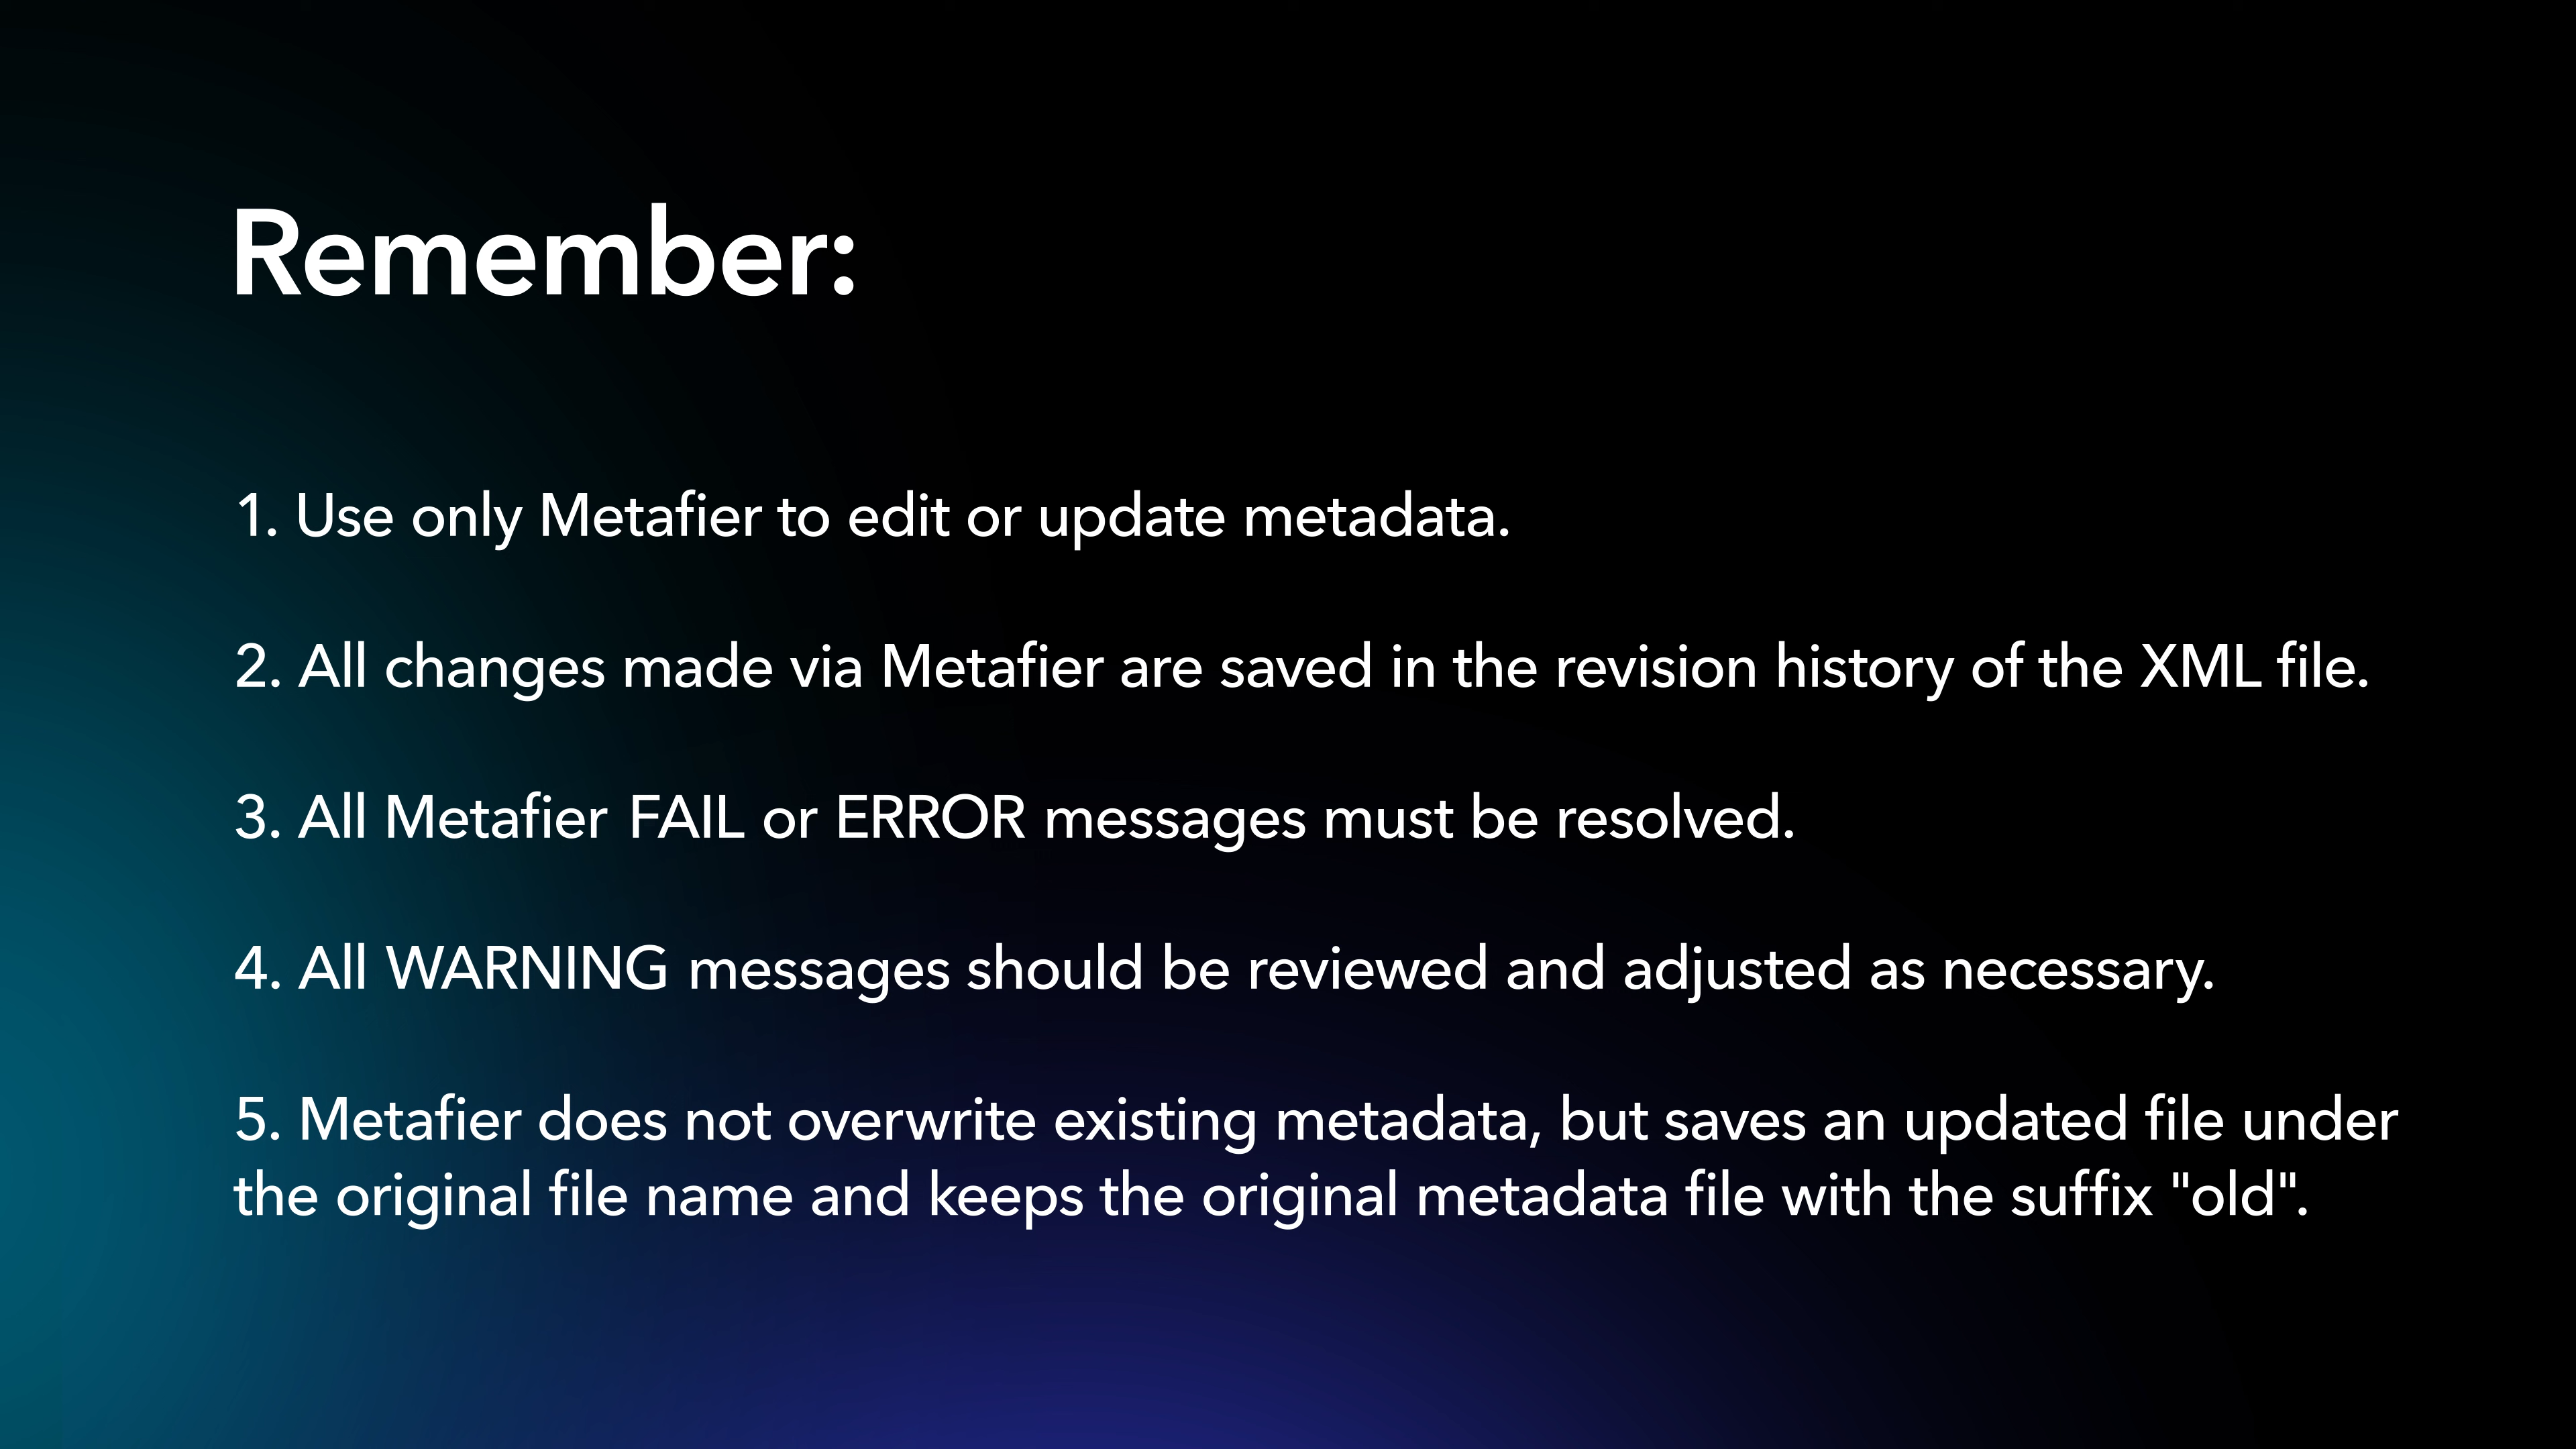 Remember:
1. Use only Metafier to edit or update metadata.
2. All changes made via Metafier are saved in the revision history of the XML file.
3. All Metafier FAIL or ERROR messages must be resolved.
4. All WARNING messages should be reviewed and adjusted as necessary.
5. Metafier does not overwrite existing metadata, but saves an updated file under
the original file name and keeps the original metadata file with the suffix "old".